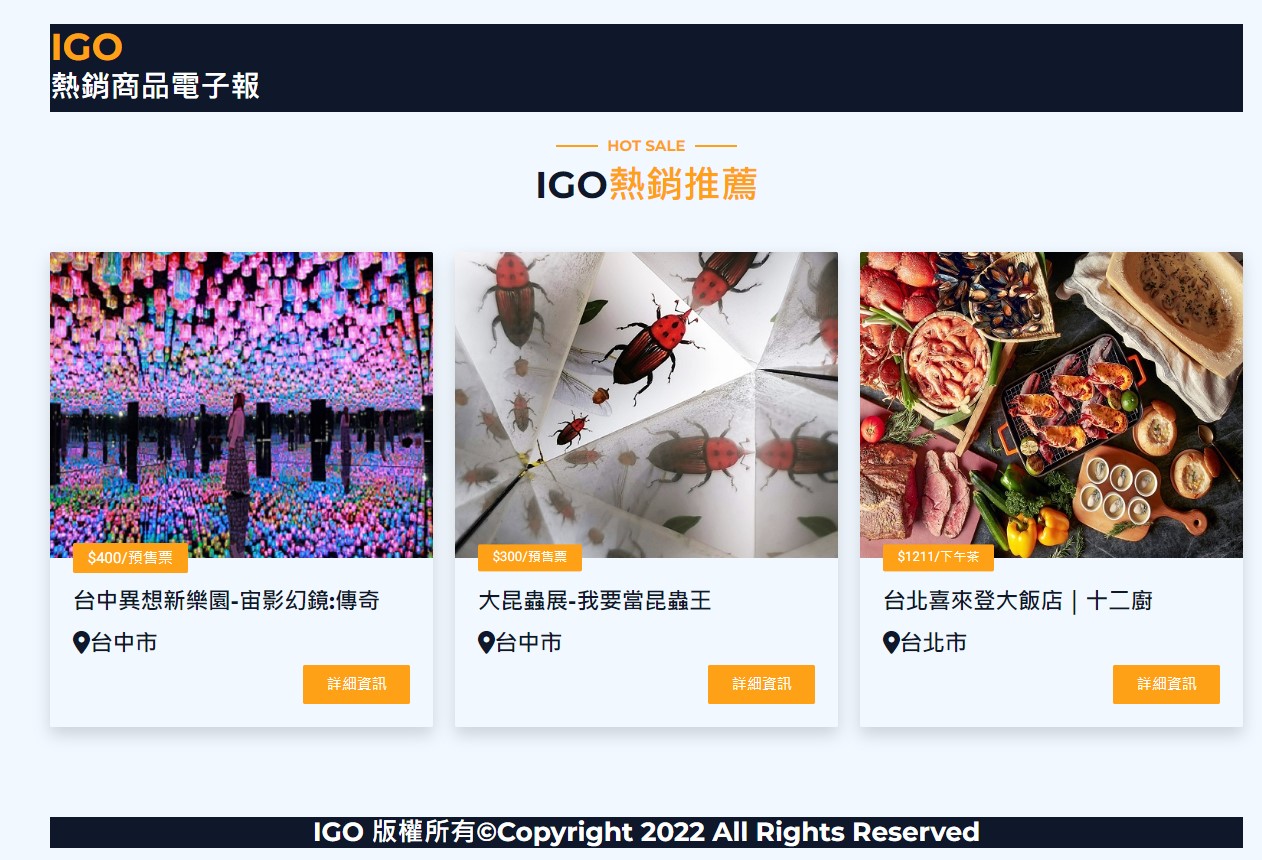 IGO
熱銷商品電子報
HOT SALE
IGO熱銷推薦
$400/預售票
台中異想新樂園-宙影幻鏡:傳奇
台中市
詳細資訊
$300/預售票
大昆蟲展-我要當昆蟲王
台中市
詳細資訊
$1211/下午茶
台北喜來登大飯店｜十二廚
台北市
詳細資訊
IGO 版權所有©Copyright 2022 All Rights Reserved